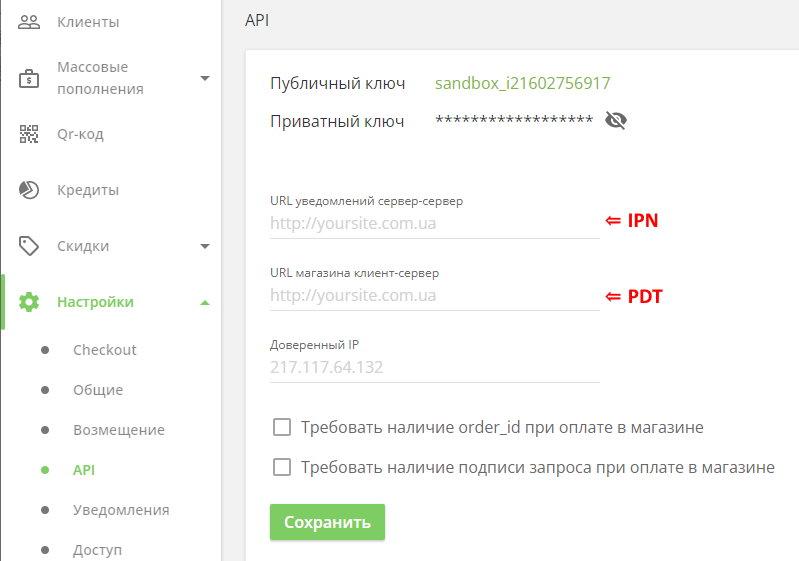 Клиенты
Массовые
пополнения
Qr-код
Кредиты
Скидки
Настройки
Checkout
Общие
Возмещение
API
Уведомления
Доступ
API
Публичный ключ sandbox_i21602756917
Приватный ключ ******************
URL уведомлений сервер-сервер
http://yoursite.com.ua ⇐ IPN
URL магазина клиент-сервер
http://yoursite.com.ua ⇐ PDT
Доверенный IP
217.117.64.132
Требовать наличие order_id при оплате в магазине
Требовать наличие подписи запроса при оплате в магазине
Сохранить